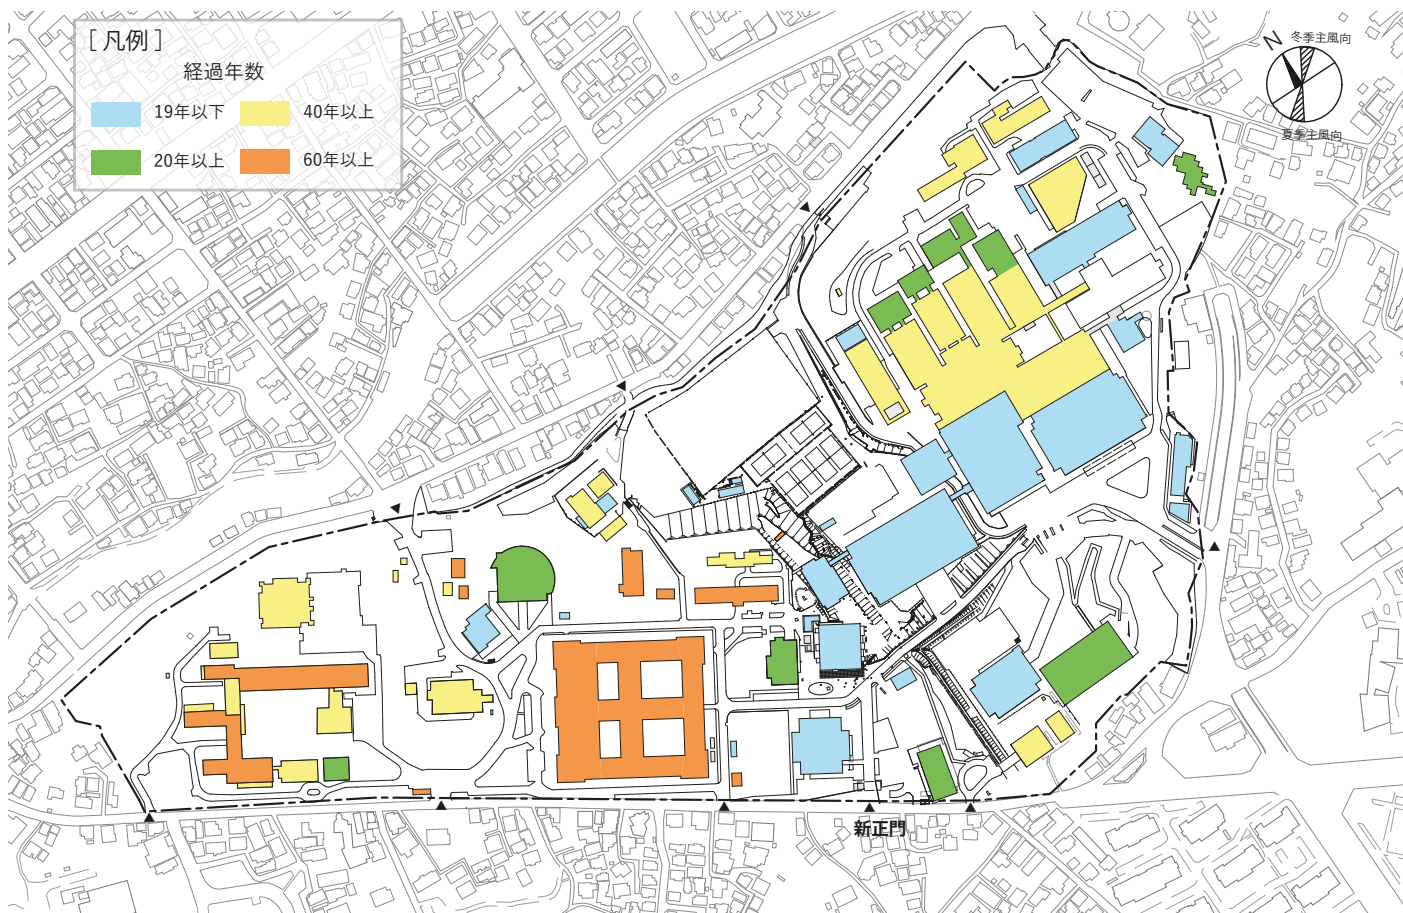 ［凡例］
経過年数
19年以下
40年以上
20年以上
60年以上
N
冬季主風向
夏季主風向
新正門